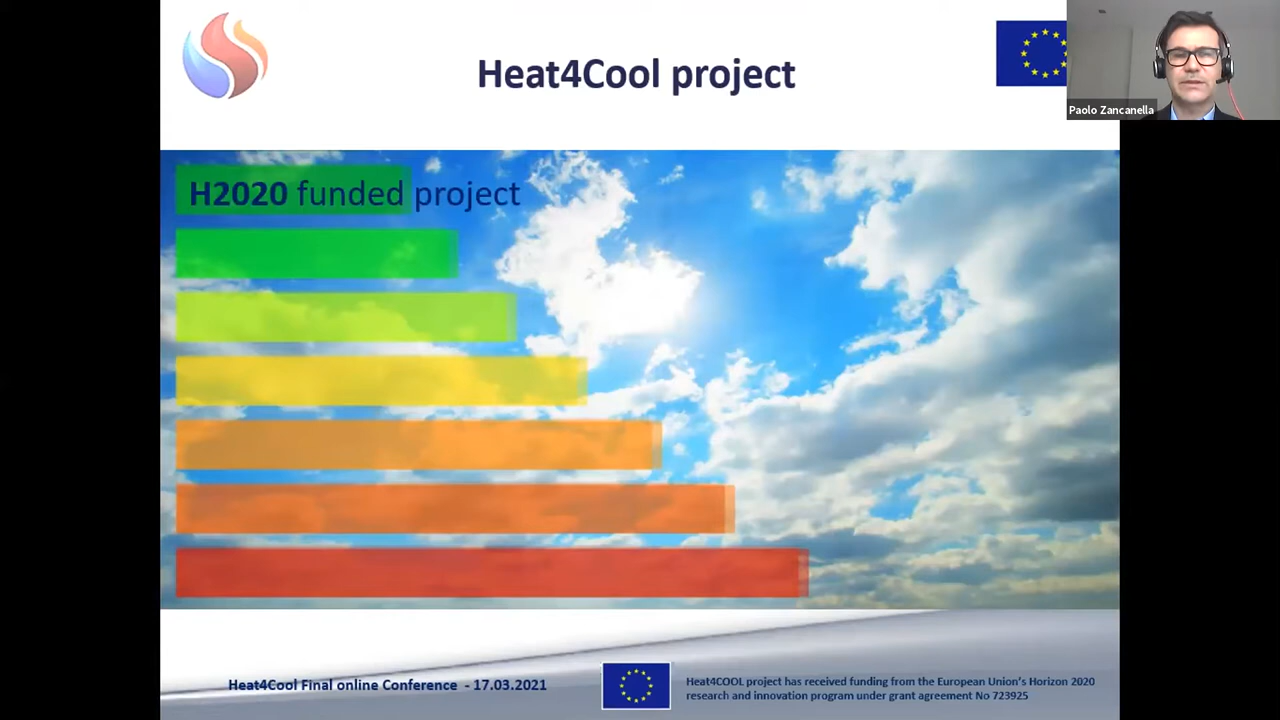 Heat4Cool project
Paolo Zancanella
H2020 funded project
Heat4Cool Final online Conference - 17.03.2021
Heat4COOL project has received funding from the European Union's Horizon 2020
research and innovation program under grant agreement No 723925